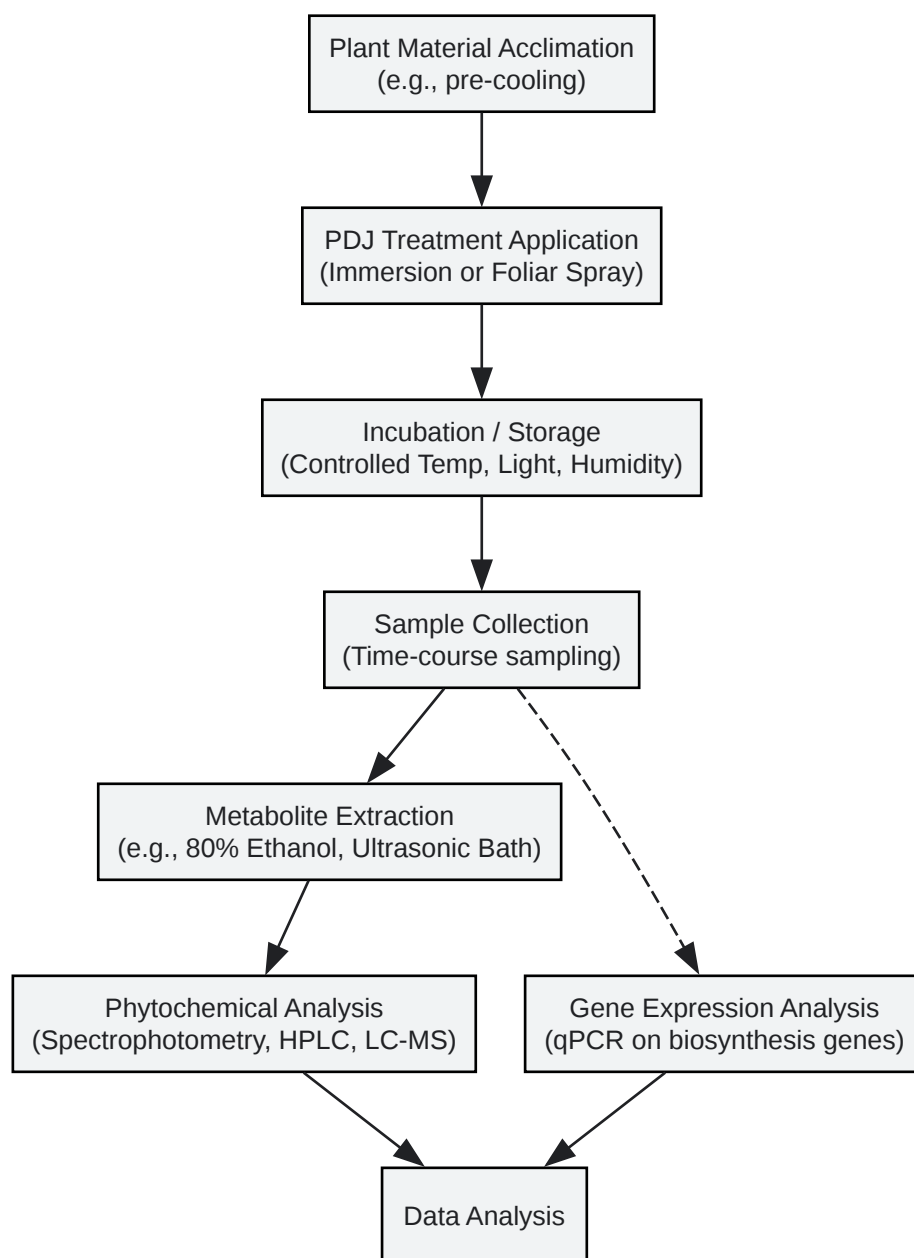 Plant Material Acclimation
(e.g., pre-cooling)
PDJ Treatment Application
(Immersion or Foliar Spray)
Incubation / Storage
(Controlled Temp, Light, Humidity)
Sample Collection
(Time-course sampling)
Metabolite Extraction
(e.g., 80% Ethanol, Ultrasonic Bath)
Phytochemical Analysis
(Spectrophotometry, HPLC, LC-MS)
Gene Expression Analysis
(qPCR on biosynthesis genes)
Data Analysis